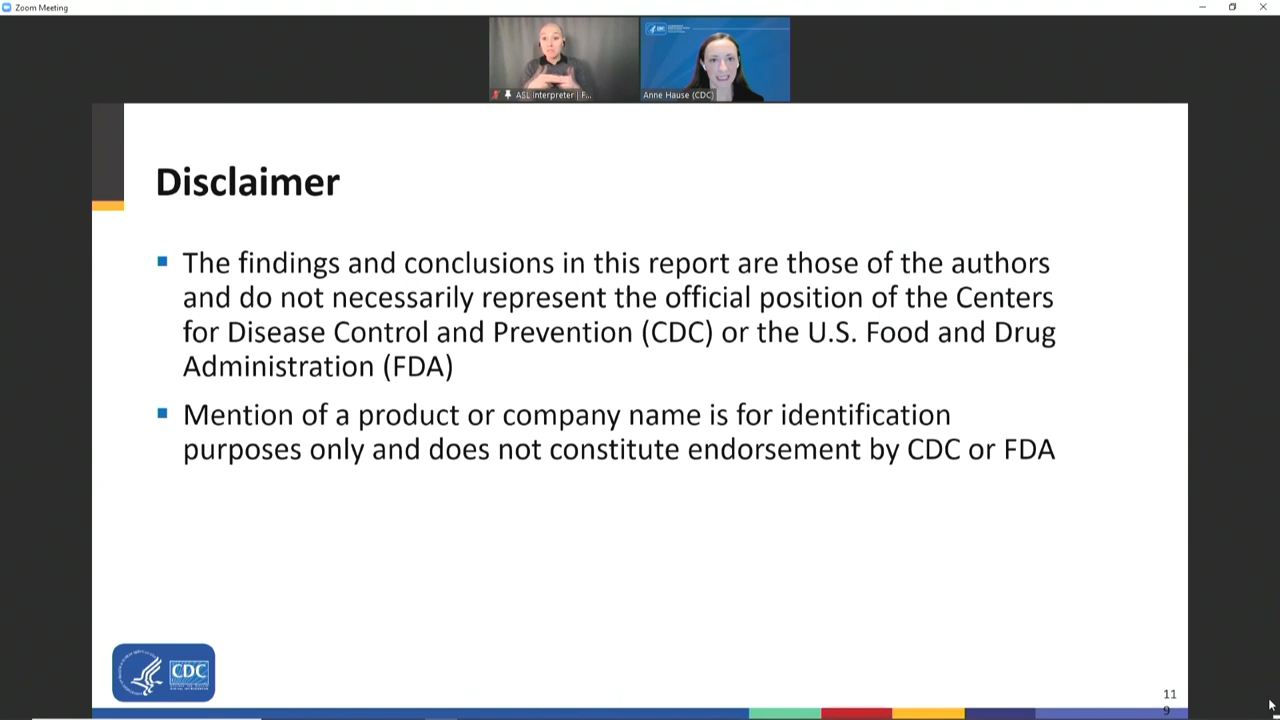 Zoom Meeting
ASL Interpreter | F...
Anne Hause (CDC)
Disclaimer
The findings and conclusions in this report are those of the authors
and do not necessarily represent the official position of the Centers
for Disease Control and Prevention (CDC) or the U.S. Food and Drug
Administration (FDA)
Mention of a product or company name is for identification
purposes only and does not constitute endorsement by CDC or FDA
CDC
11
9